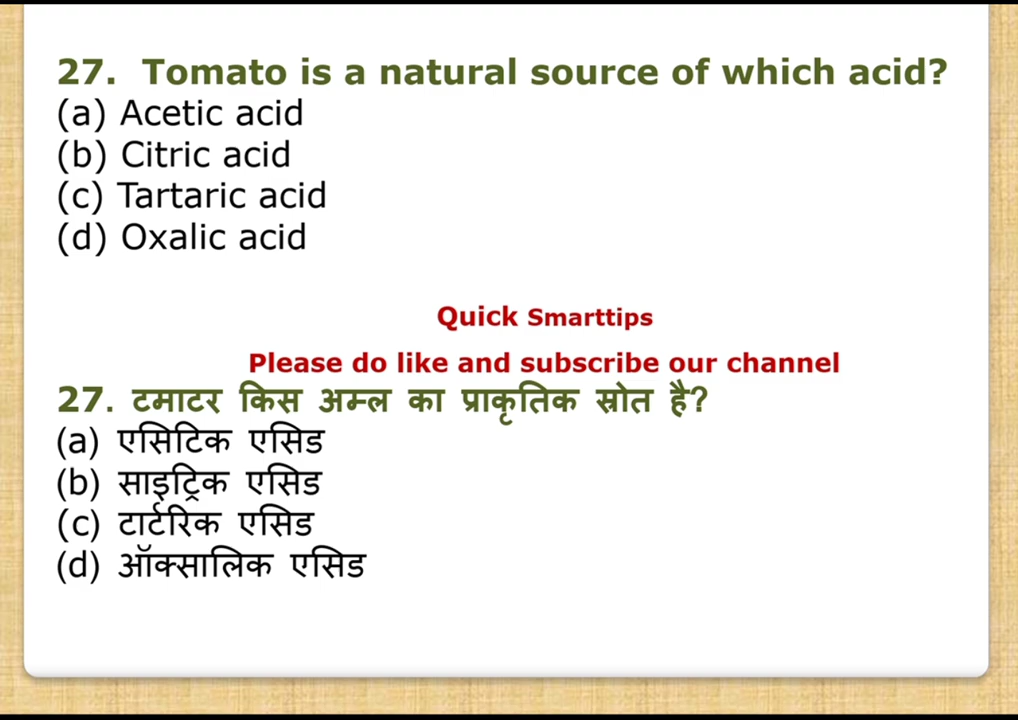 27. Tomato is a natural source of which acid?
(a) Acetic acid
(b) Citric acid
(c) Tartaric acid
(d) Oxalic acid
Quick Smarttips
Please do like and subscribe our channel
27. टमाटर किस अम्ल का प्राकृतिक स्रोत है?
(a) एसिटिक एसिड
(b) साइट्रिक एसिड
(c) टार्टरिक एसिड
(d) ऑक्सालिक एसिड